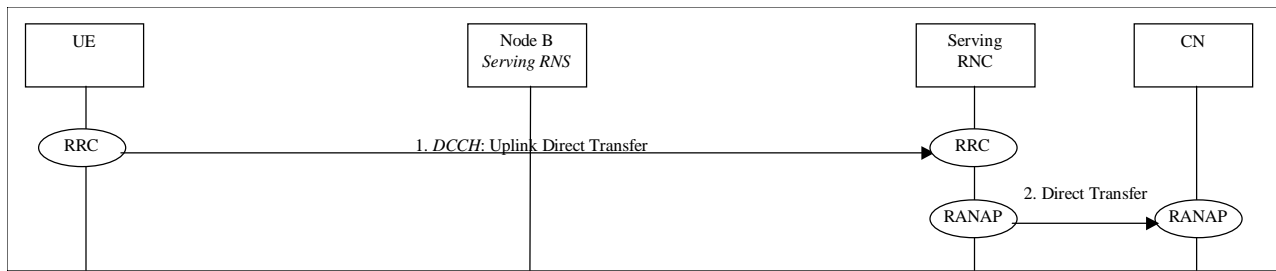 UE
Node B
Serving RNS
Serving
RNC
CN
RRC
1. DCCH: Uplink Direct Transfer
RRC
2. Direct Transfer
RANAP
RANAP